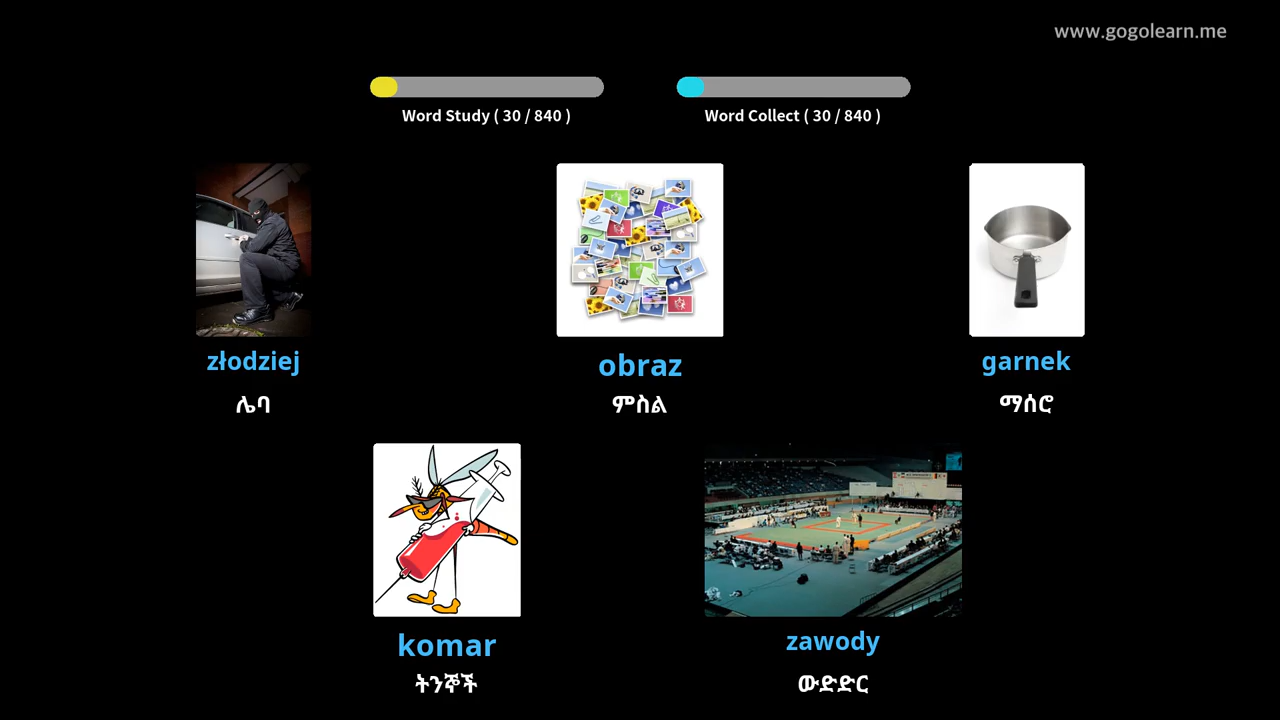 www.gogolearn.me
Word Study ( 30 / 840 )
Word Collect ( 30 / 840 )
złodziej
obraz
garnek
ሌባ
ምስል
ማሰሮ
komar
zawody
ትንኞች
ውድድር